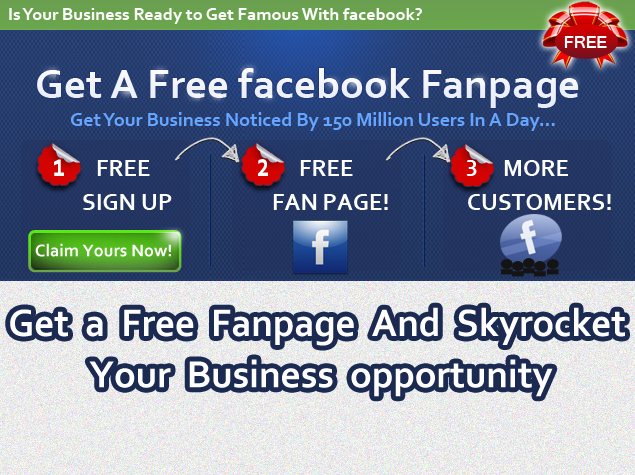 Is Your Business Ready to Get Famous With facebook?
FREE
Get A Free facebook Fanpage
Get Your Business Noticed By 150 Million Users In A Day...
1 FREE SIGN UP
2 FREE FAN PAGE!
3 MORE CUSTOMERS!
Claim Yours Now!
f
f
Get a Free Fanpage And Skyrocket
Your Business opportunity